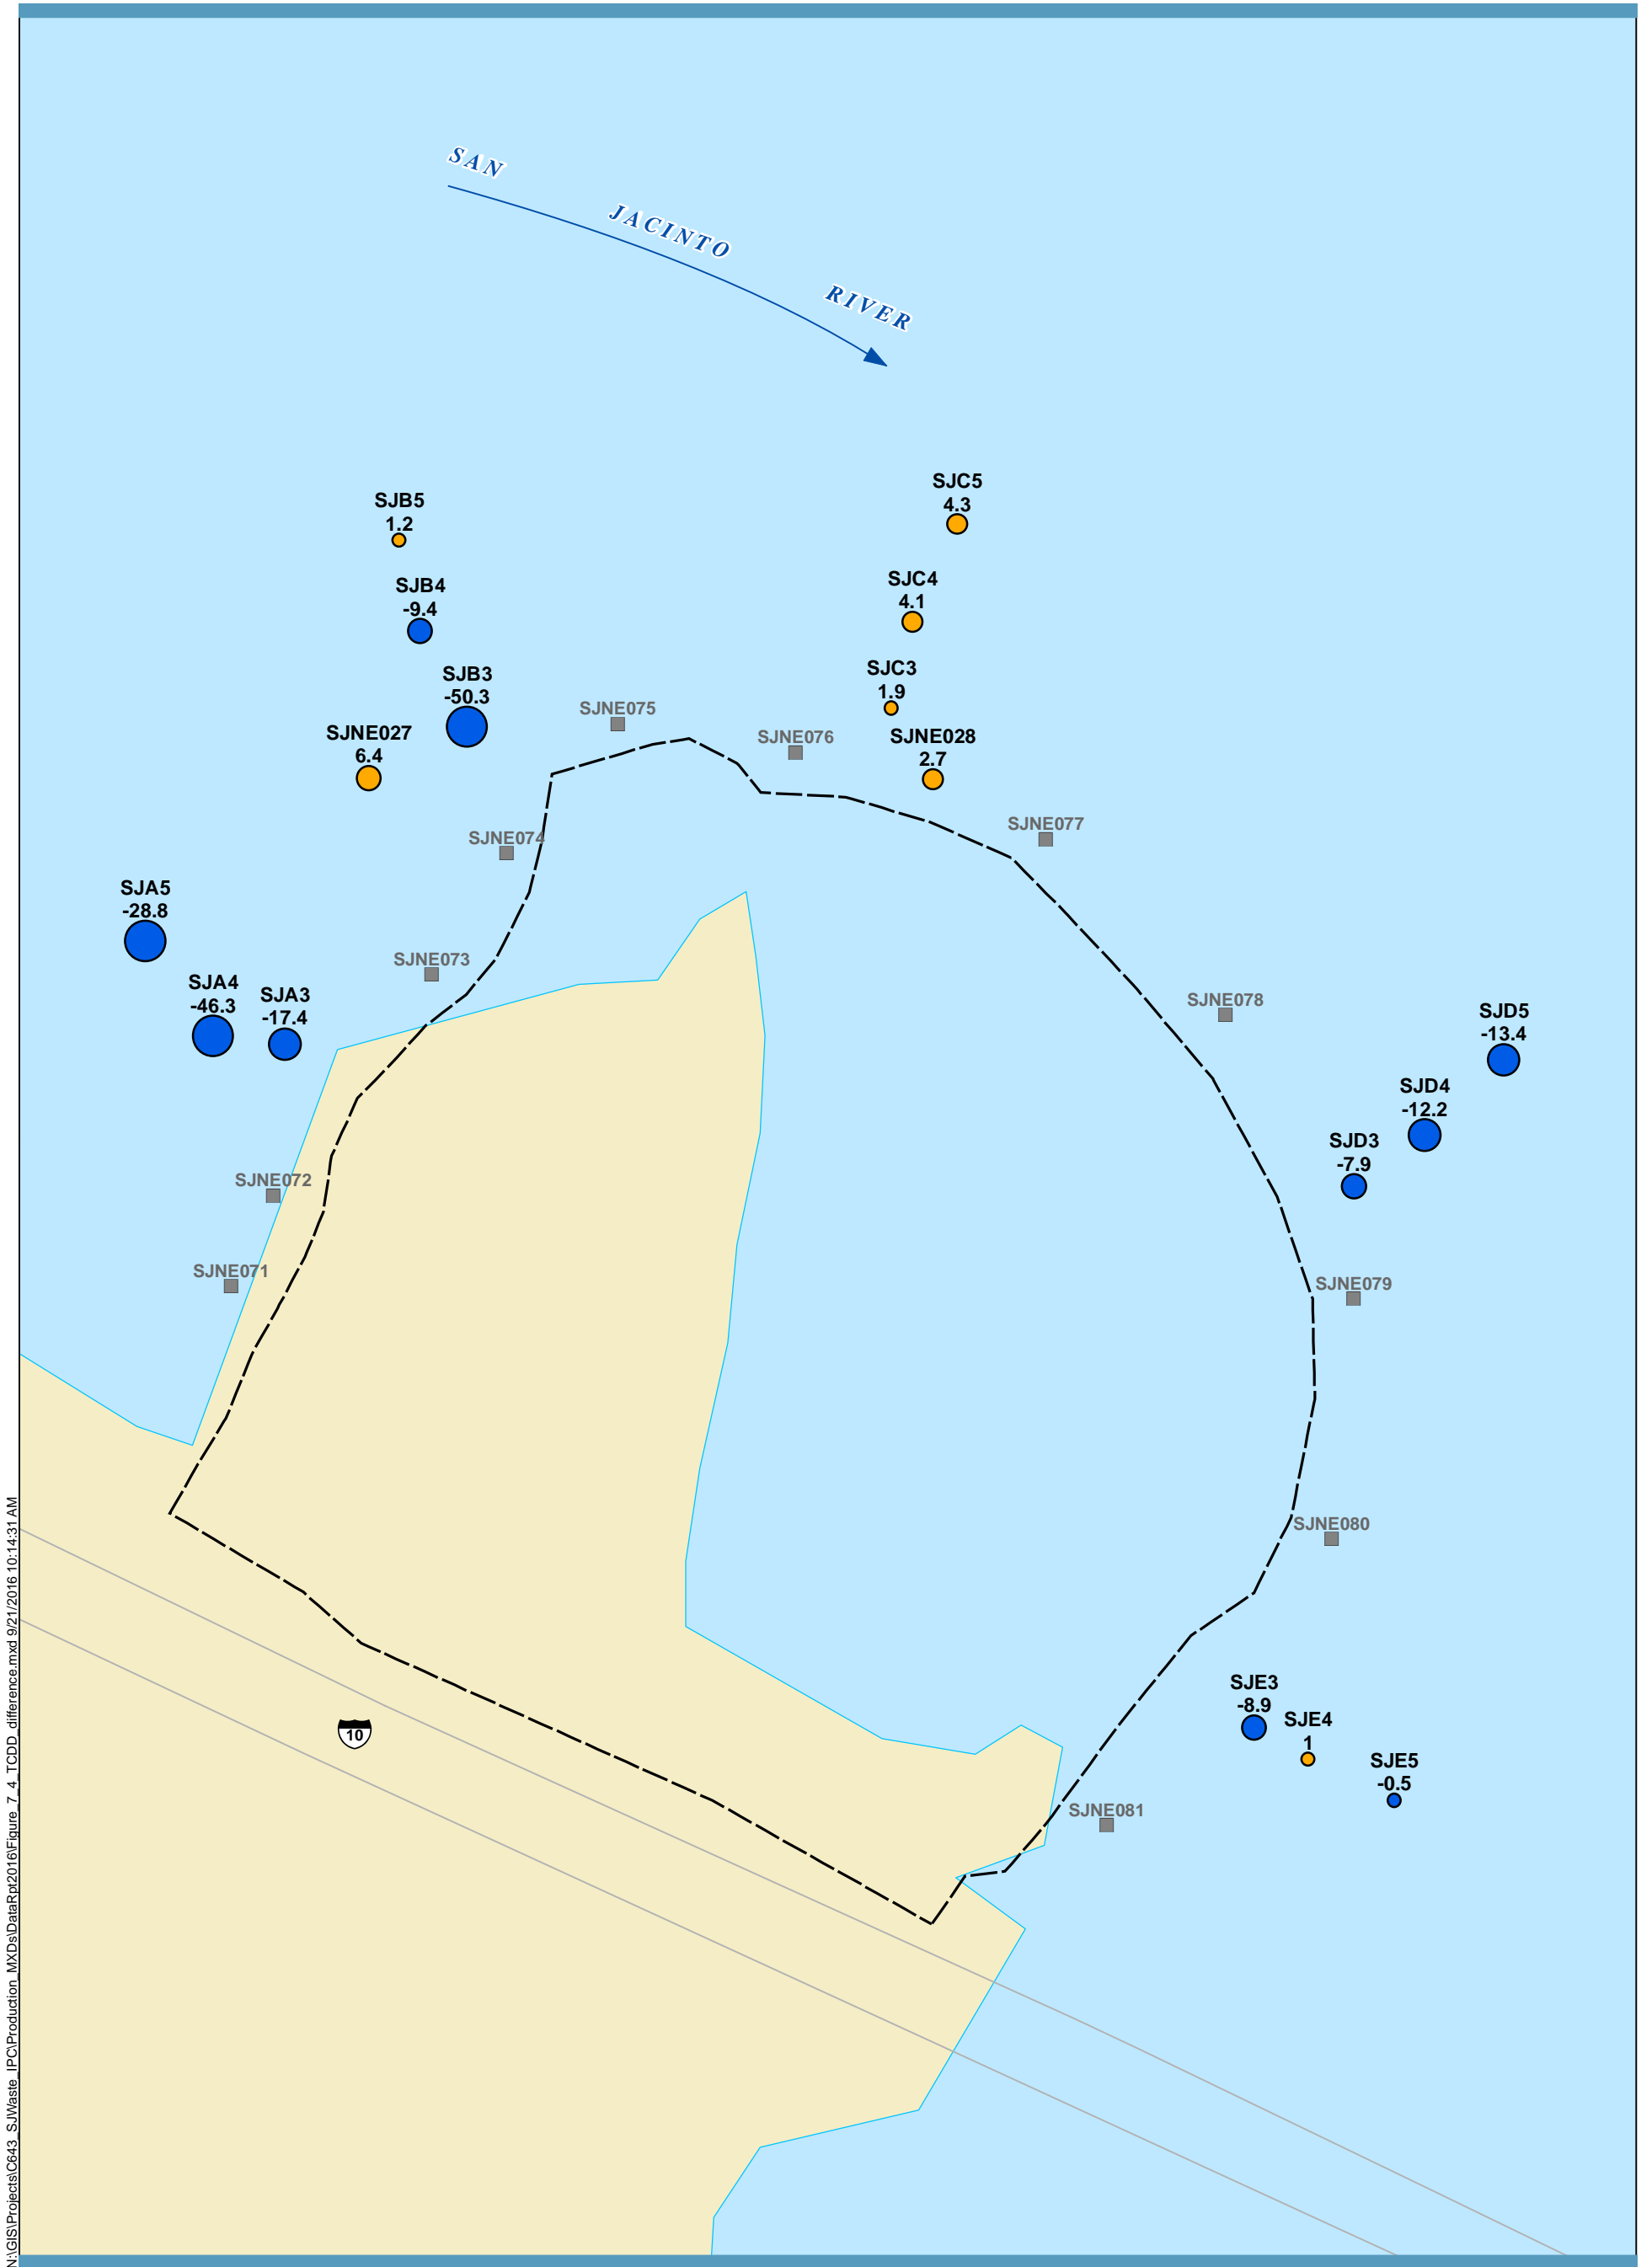 SAN
JACINTO
RIVER
SJC5
4.3
SJB5
1.2
SJC4
4.1
SJB4
-9.4
SJC3
1.9
SJB3
-50.3
SJNE075
SJNE076
SJNE028
2.7
SJNE027
6.4
SJNE077
SJNE074
SJA5
-28.8
SJNE073
SJA4
-46.3
SJA3
-17.4
SJNE078
SJD5
-13.4
SJD4
-12.2
SJD3
-7.9
SJNE072
SJNE071
SJNE079
SJNE080
SJE3
-8.9
SJE4
1
SJE5
-0.5
10
SJNE081
N:\GIS\Projects\C643_SJWaste_IPC\Production_MXDs\DataRpt2016\Figure_7_4_TCDD_difference.mxd 9/21/2016 10:14:31 AM